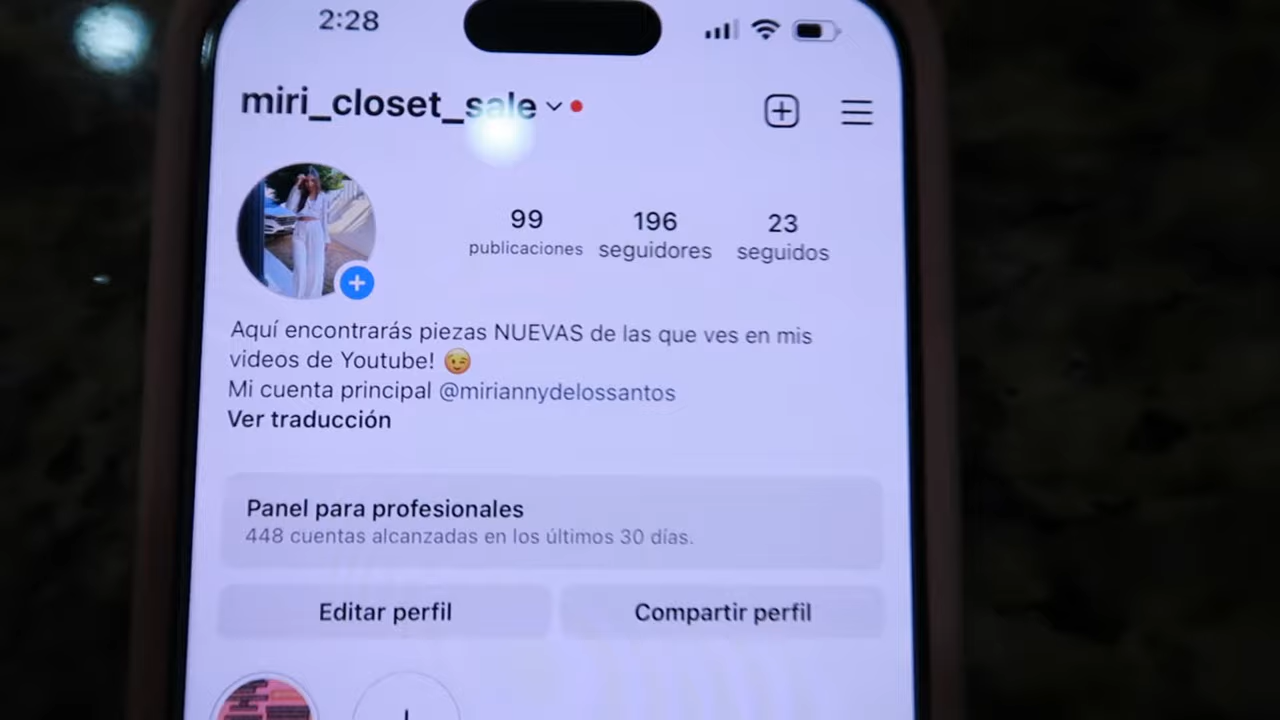 2:28
miri_closet_sale
99 196 23
publicaciones seguidores seguidos
Aquí encontrarás piezas NUEVAS de las que ves en mis
videos de Youtube! 😉
Mi cuenta principal @miriannydelossantos
Ver traducción
Panel para profesionales
448 cuentas alcanzadas en los últimos 30 días.
Editar perfil Compartir perfil